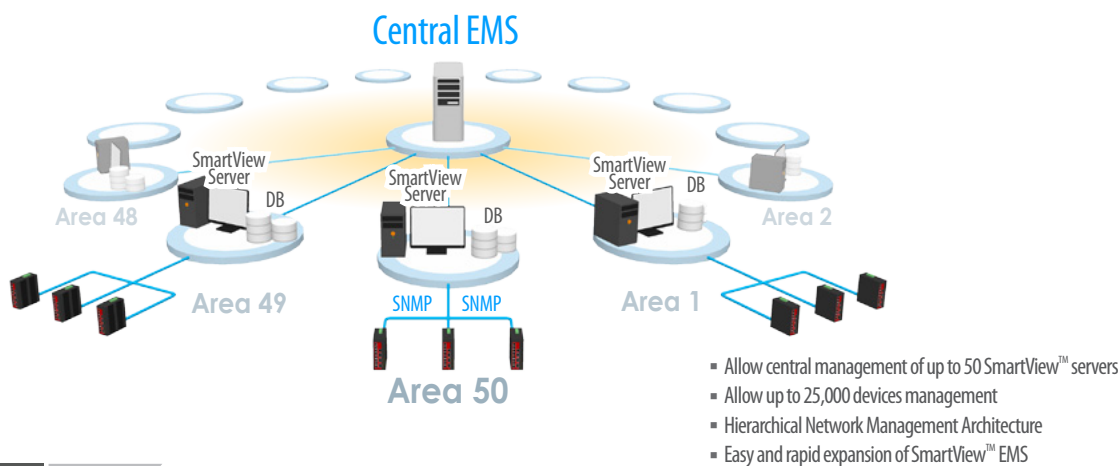 Central EMS
SmartView
Server
DB
Area 48
SmartView
Server
DB
SmartView
Server
DB
Area 2
Area 49
Area 1
SNMP
SNMP
Area 50
▪ Allow central management of up to 50 SmartView™ servers
▪ Allow up to 25,000 devices management
▪ Hierarchical Network Management Architecture
▪ Easy and rapid expansion of SmartView™ EMS